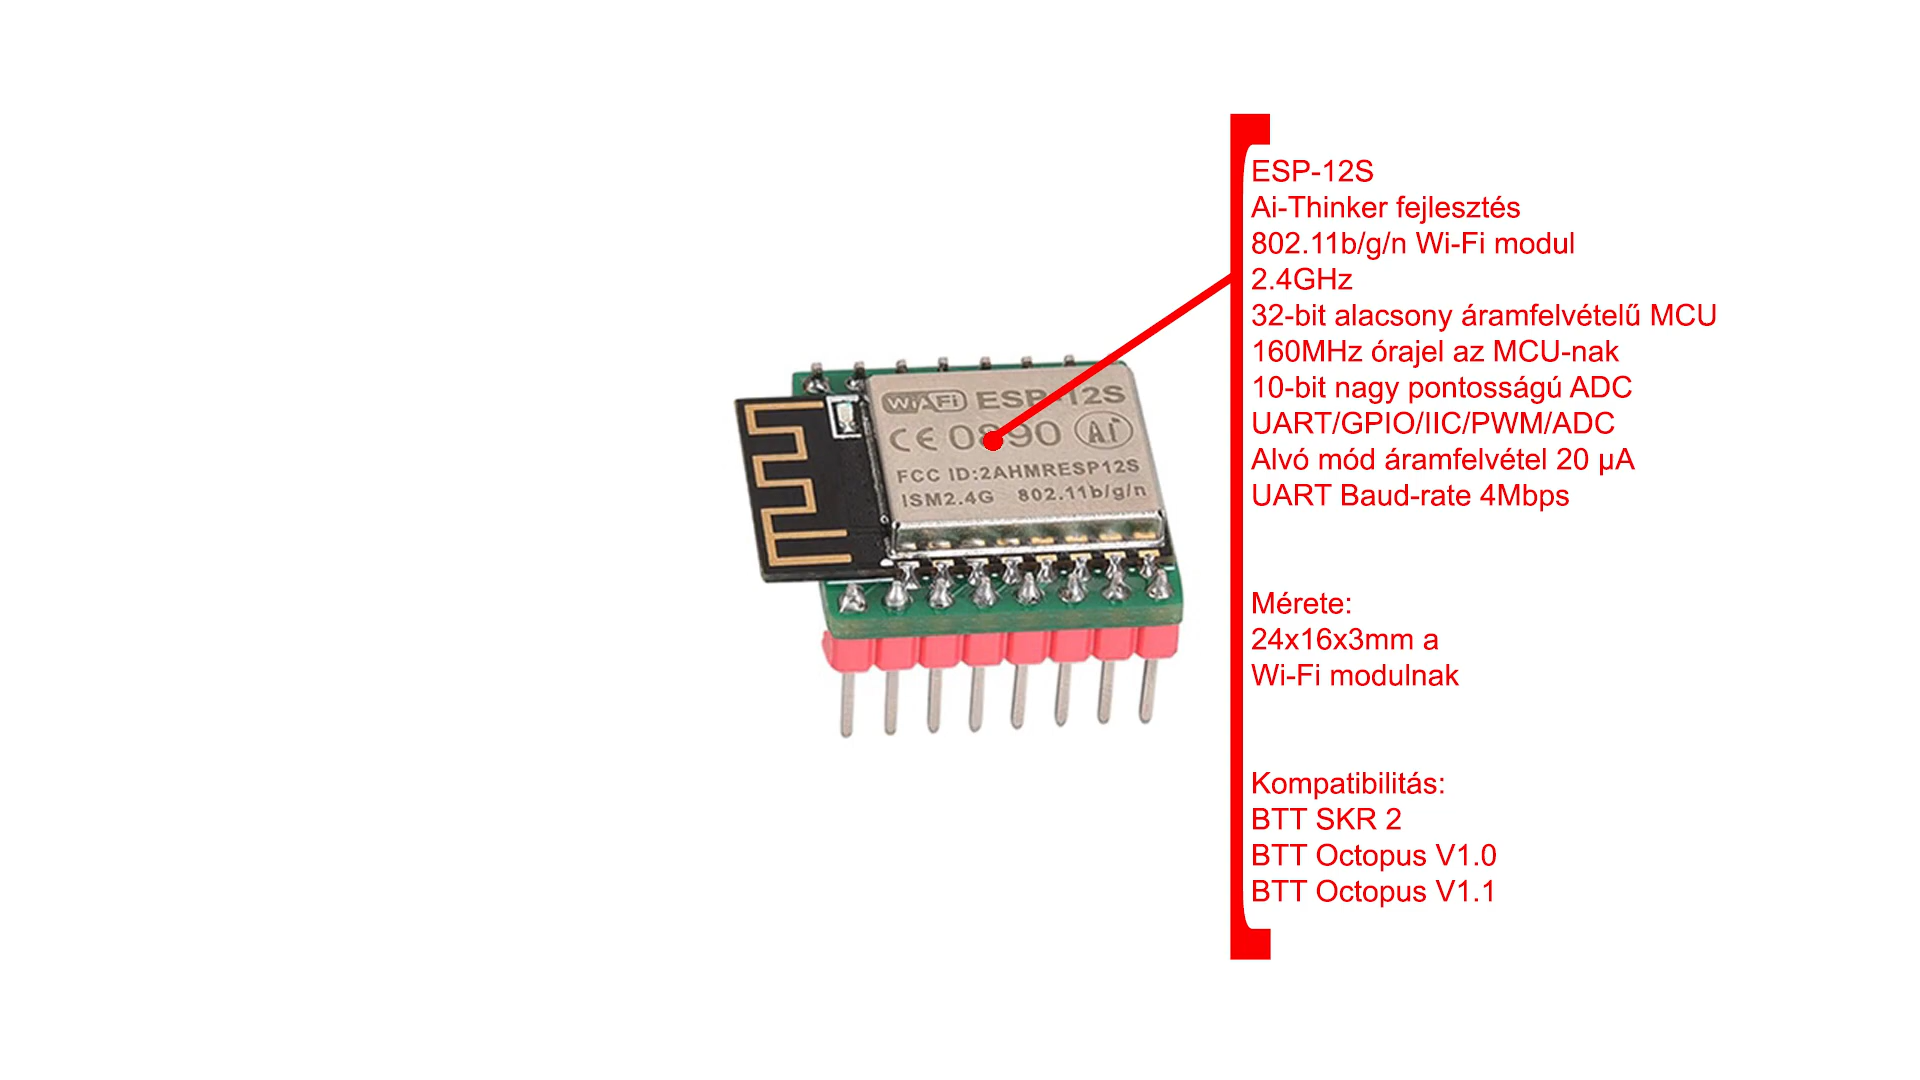 WiFi ESP-12S
CE 0890 Ai
FCC ID:2AHMRESP12S
ISM2.4G 802.11b/g/n
ESP-12S
Ai-Thinker fejlesztés
802.11b/g/n Wi-Fi modul
2.4GHz
32-bit alacsony áramfelvételű MCU
160MHz órajel az MCU-nak
10-bit nagy pontosságú ADC
UART/GPIO/IIC/PWM/ADC
Alvó mód áramfelvétel 20 µA
UART Baud-rate 4Mbps
Mérete:
24x16x3mm a
Wi-Fi modulnak
Kompatibilitás:
BTT SKR 2
BTT Octopus V1.0
BTT Octopus V1.1